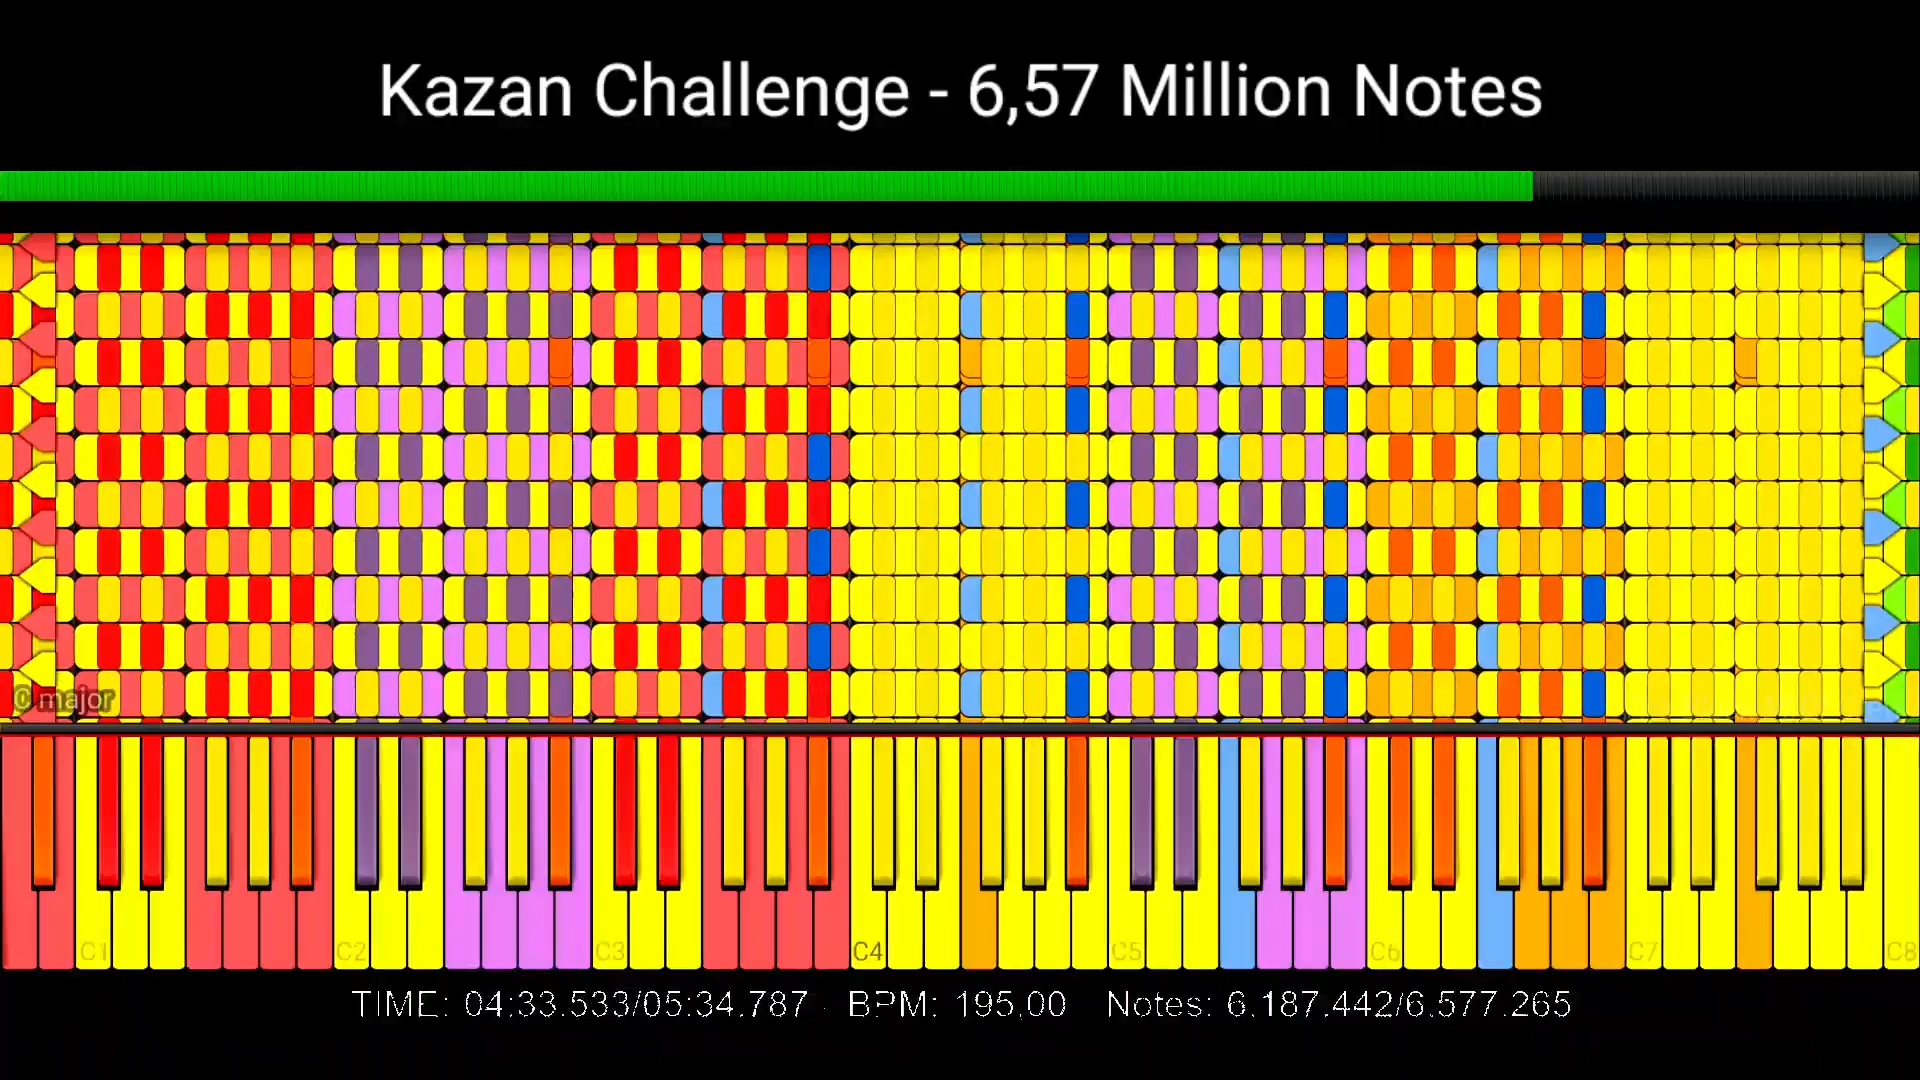 Kazan Challenge - 6,57 Million Notes
C major
C1 C2 C3 C4 C5 C6 C7 C8
TIME: 04:33.533/05:34.787 BPM: 195,00 Notes: 6.187.442/6.577.265